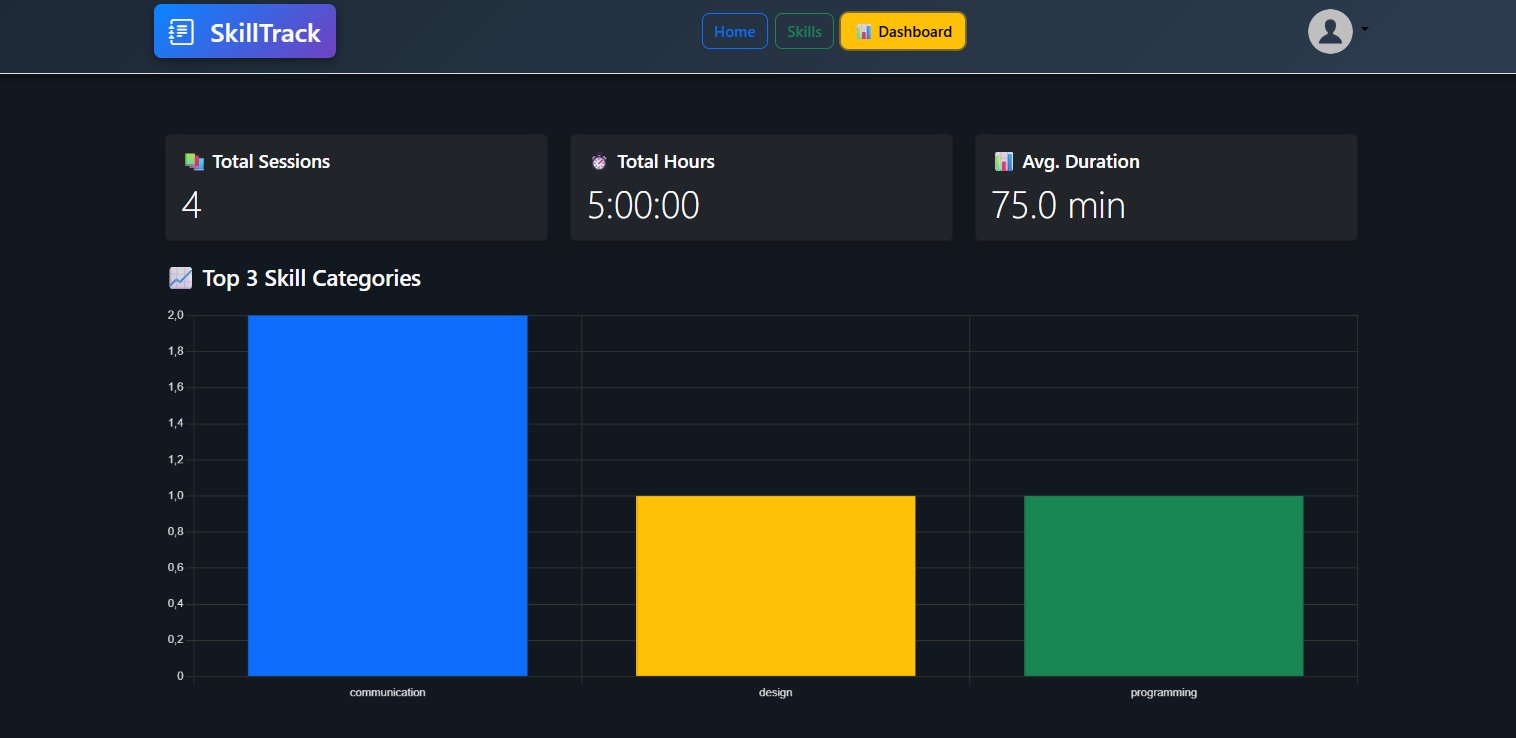 SkillTrack
Home Skills Dashboard
Total Sessions
4
Total Hours
5:00:00
Avg. Duration
75.0 min
Top 3 Skill Categories
2,0
1,8
1,6
1,4
1,2
1,0
0,8
0,6
0,4
0,2
0
communication design programming